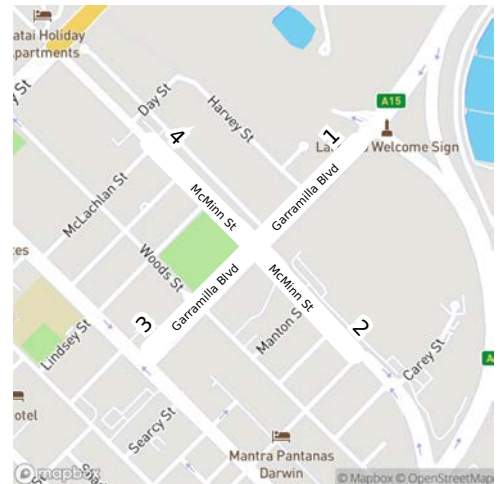 atai Holiday
partments
y St
Day St
Harvey St
A15
1
La
Welcome Sign
4
McLachlan St
McMinn St
Garramilla Blvd
Woods St
tes
Garramilla Blvd
McMinn St
3
2
Manton S
Lindsey St
Carey St
A
otel
Searcy St
Mantra Pantanas
Darwin
mapbox
© Mapbox © OpenStreetMap